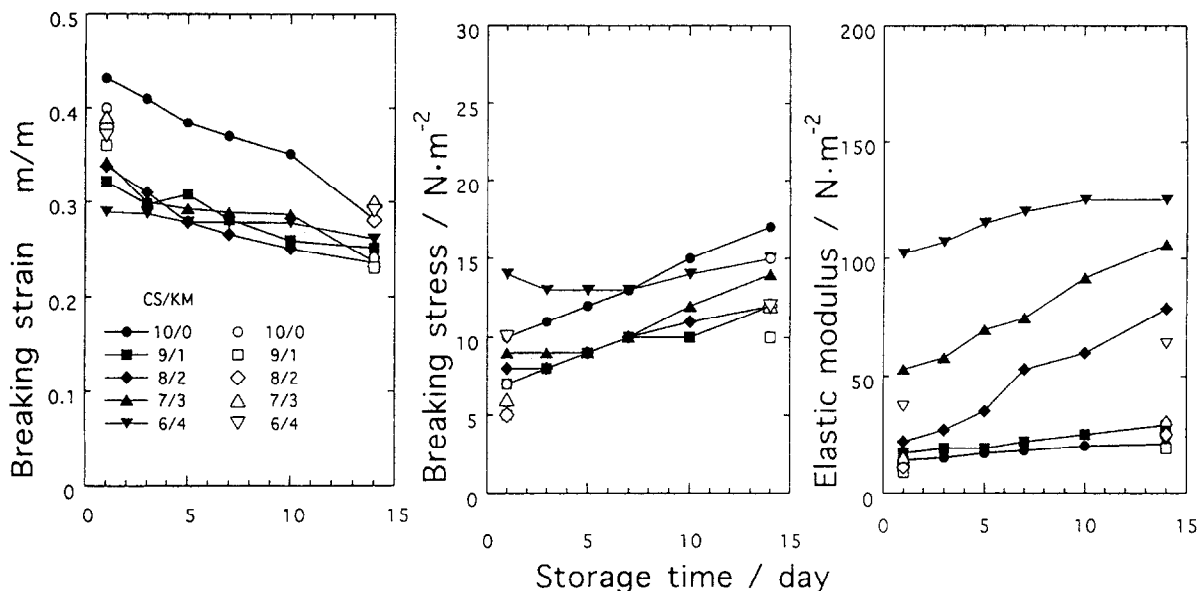 Breaking strain m/m
0.5
0.4
0.3
0.2
0.1
0
0 5 10 15
CS/KM
10/0 10/0
9/1 9/1
8/2 8/2
7/3 7/3
6/4 6/4
Breaking stress / N·m⁻²
30
25
20
15
10
5
0
0 5 10 15
Elastic modulus / N·m⁻²
200
150
100
50
0
0 5 10 15
Storage time / day